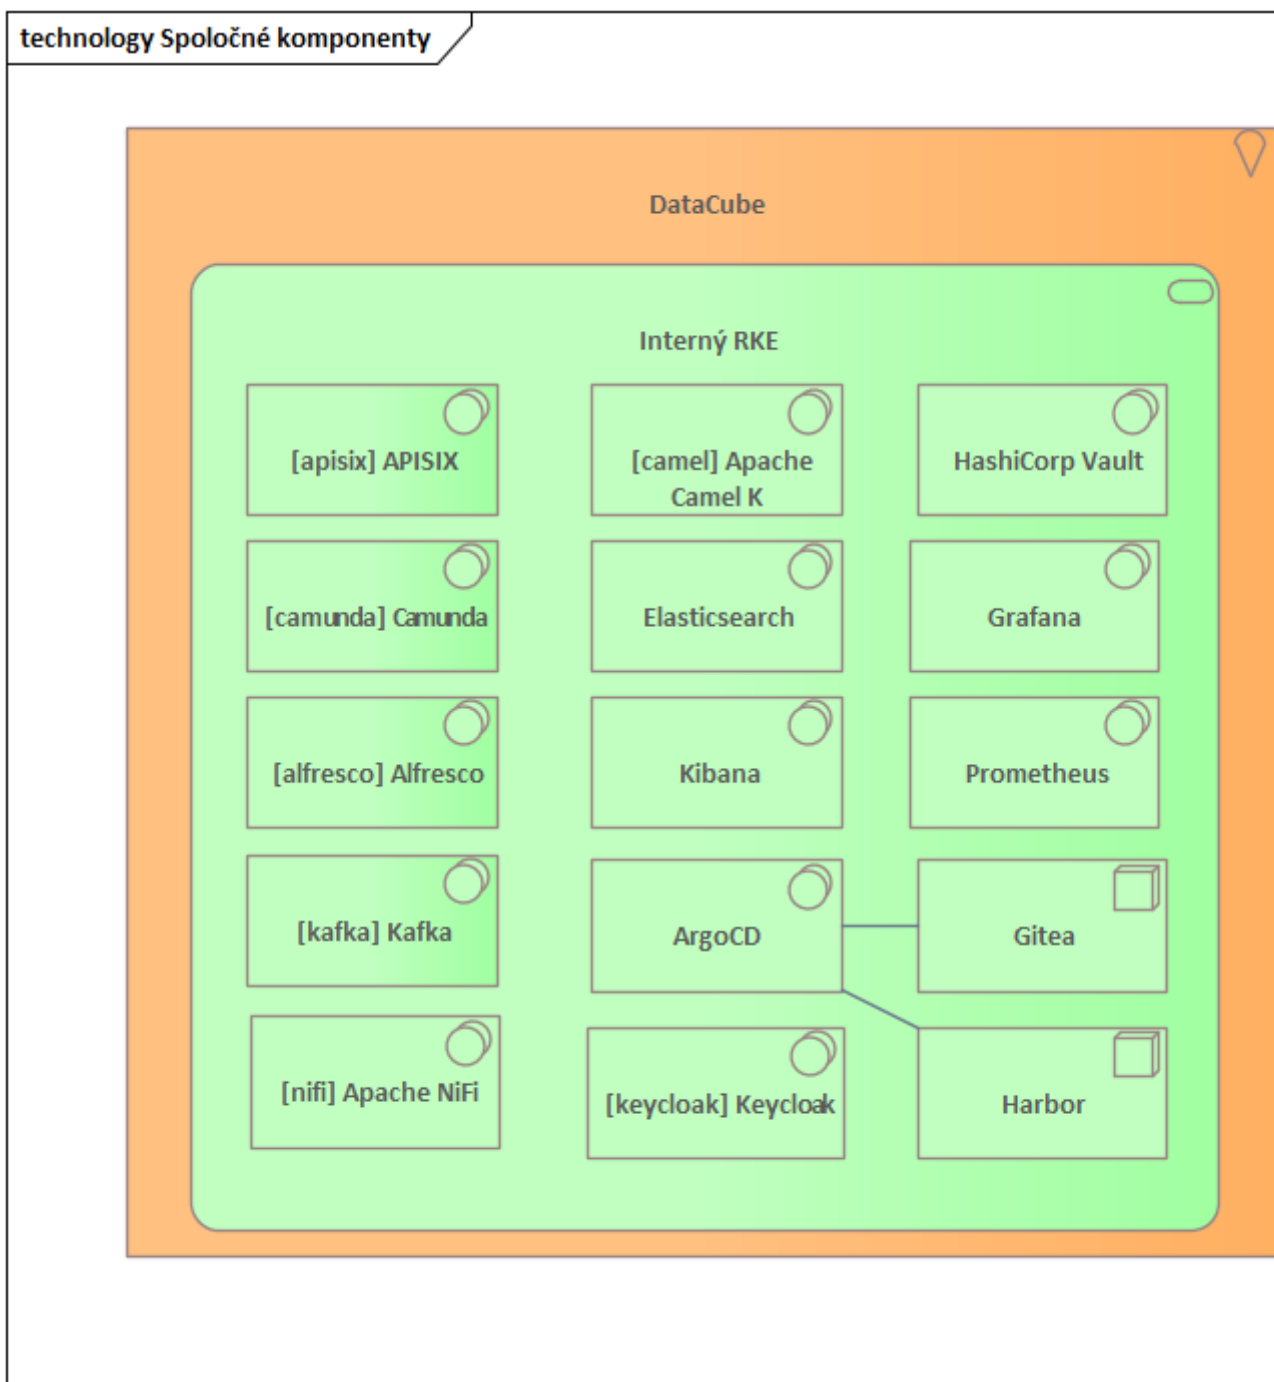 technology Spoločné komponenty
DataCube
Interný RKE
[apisix] APISIX
[camel] Apache
Camel K
HashiCorp Vault
[camunda] Camunda
Elasticsearch
Grafana
[alfresco] Alfresco
Kibana
Prometheus
[kafka] Kafka
ArgoCD
Gitea
[nifi] Apache NiFi
[keycloak] Keycloak
Harbor